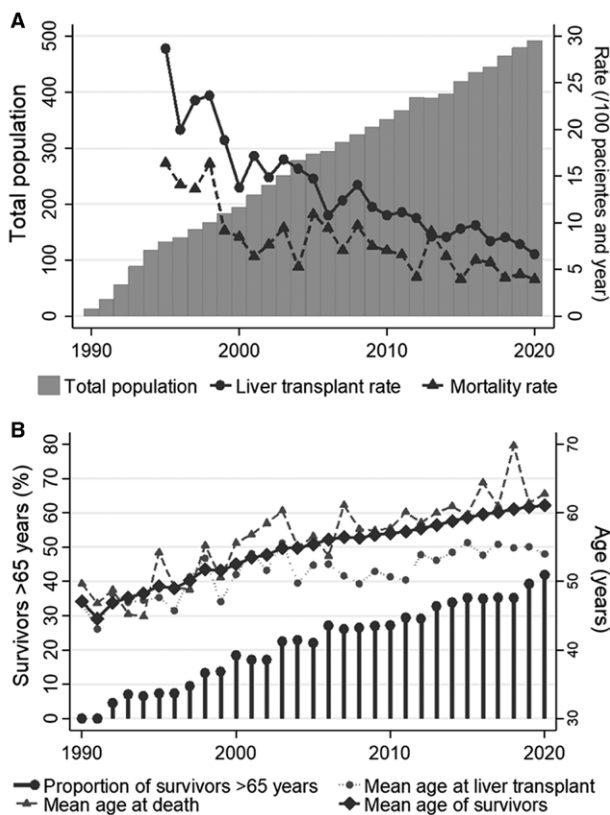 A
Total population
500
400
300
200
100
0
30
25
20
15
10
5
0
Rate (/100 pacientes and year)
1990 2000 2010 2020
Total population Liver transplant rate Mortality rate
B
Survivors >65 years (%)
80
70
60
50
40
30
20
10
0
70
60
50
40
30
Age (years)
1990 2000 2010 2020
Proportion of survivors >65 years Mean age at liver transplant
Mean age at death Mean age of survivors